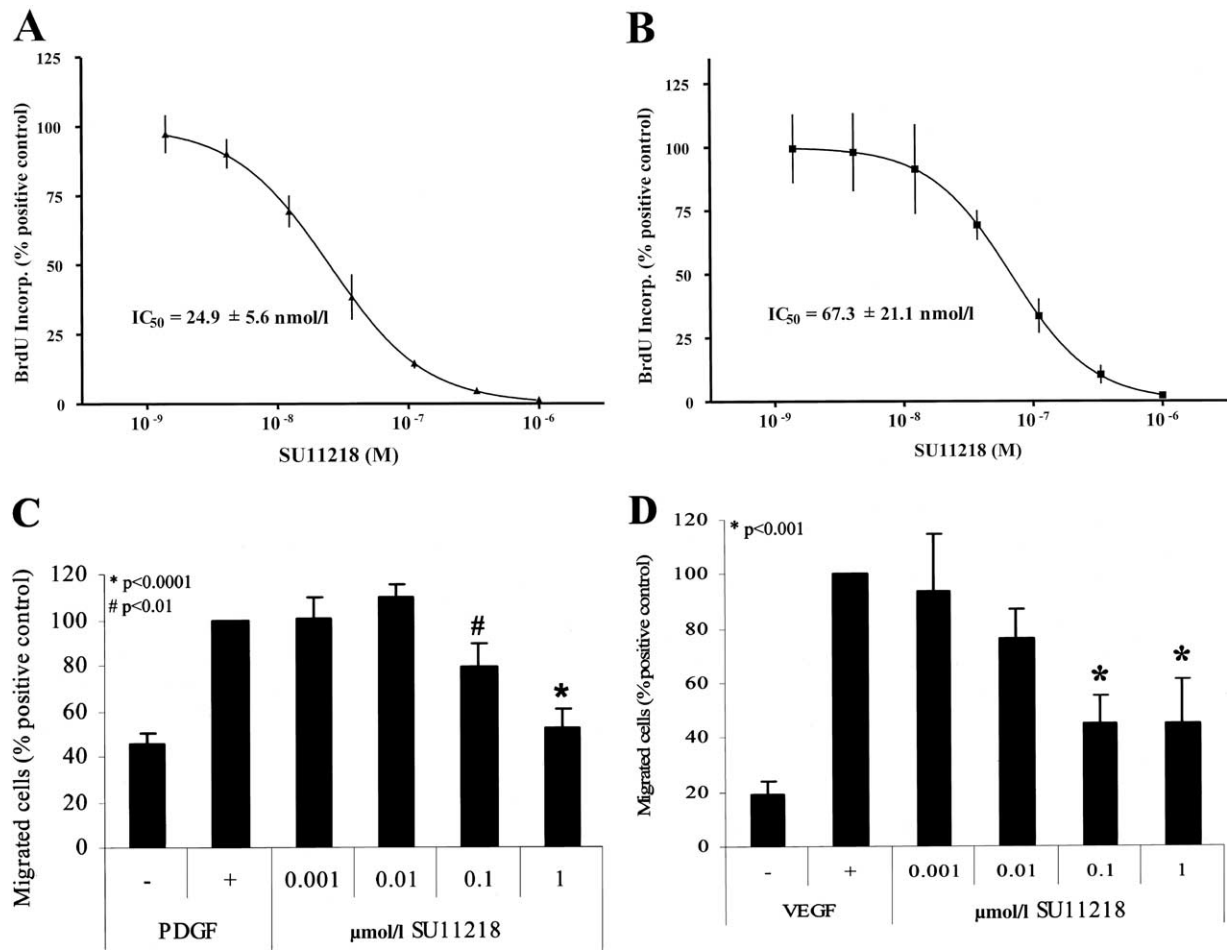 A
125
100
75
50
25
0
BrdU Incorp. (% positive control)
IC50 = 24.9 ± 5.6 nmol/l
10-9 10-8 10-7 10-6
SU11218 (M)
B
125
100
75
50
25
0
BrdU Incorp. (% positive control)
IC50 = 67.3 ± 21.1 nmol/l
10-9 10-8 10-7 10-6
SU11218 (M)
C
* p<0.0001
# p<0.01
120
100
80
60
40
20
0
Migrated cells (% positive control)
#
*
- + 0.001 0.01 0.1 1
PDGF µmol/l SU11218
D
* p<0.001
120
100
80
60
40
20
0
Migrated cells (% positive control)
* *
- + 0.001 0.01 0.1 1
VEGF µmol/l SU11218